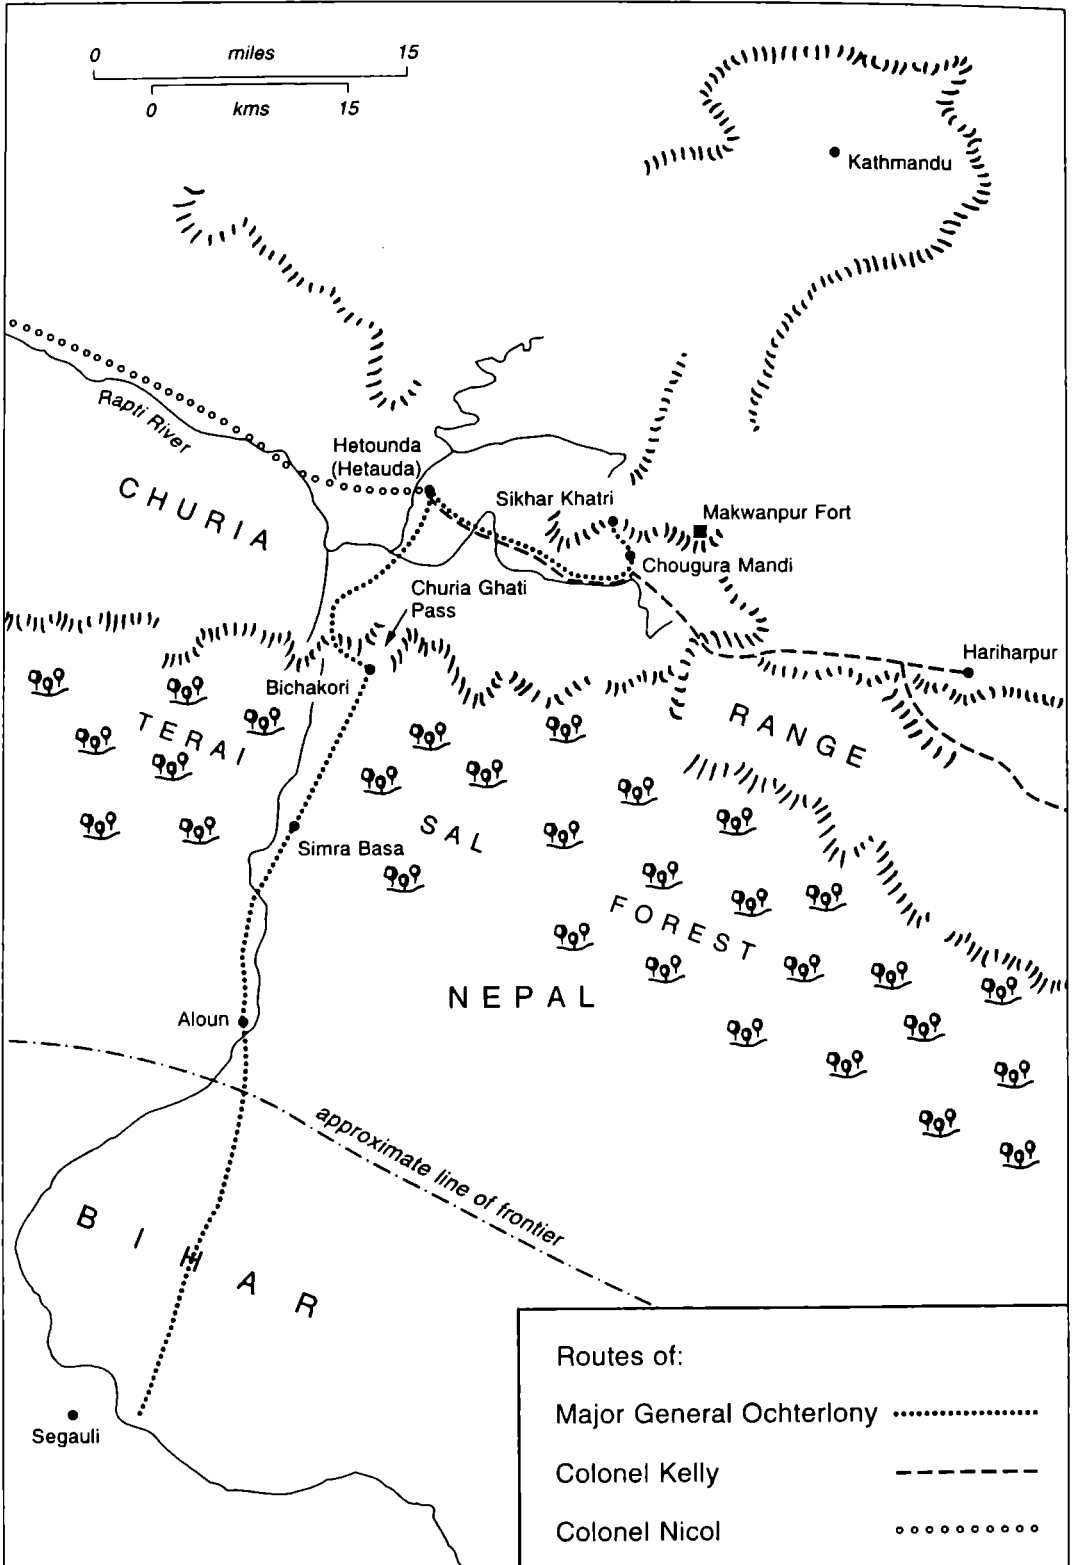 0 miles 15
0 kms 15
Kathmandu
Rapti River
Hetounda
(Hetauda)
CHURIA
Sikhar Khatri
Makwanpur Fort
Chougura Mandi
Churia Ghati
Pass
Hariharpur
Bichakori
TERAI
RANGE
SAL
Simra Basa
FOREST
NEPAL
Aloun
approximate line of frontier
BIHAR
Segauli
Routes of:
Major General Ochterlony
Colonel Kelly
Colonel Nicol